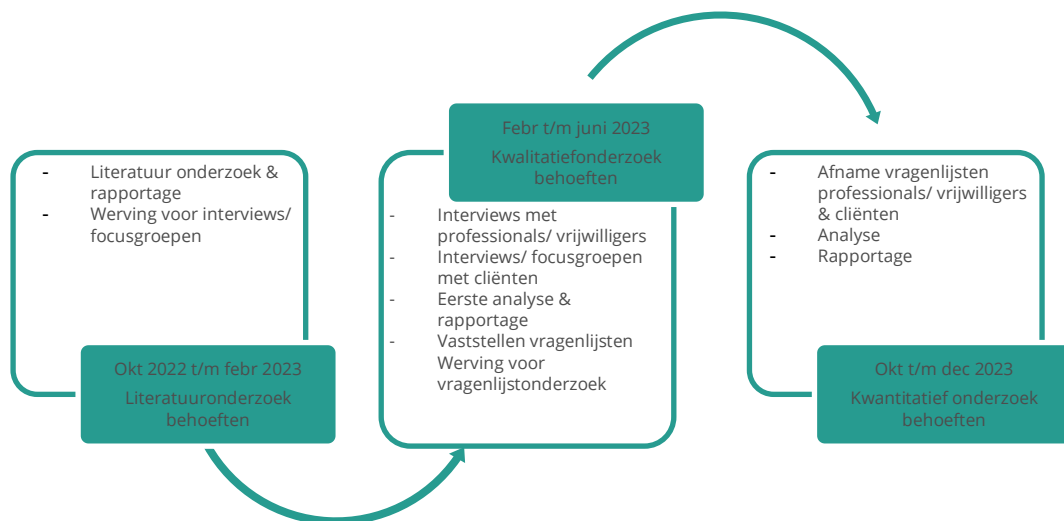 - Literatuur onderzoek &
rapportage
- Werving voor interviews/
focusgroepen
Okt 2022 t/m febr 2023
Literatuuronderzoek
behoeften
Febr t/m juni 2023
Kwalitatiefonderzoek
behoeften
- Interviews met
professionals/ vrijwilligers
- Interviews/ focusgroepen
met cliënten
- Eerste analyse &
rapportage
- Vaststellen vragenlijsten
Werving voor
vragenlijstonderzoek
- Afname vragenlijsten
professionals/ vrijwilligers
& cliënten
- Analyse
- Rapportage
Okt t/m dec 2023
Kwantitatief onderzoek
behoeften